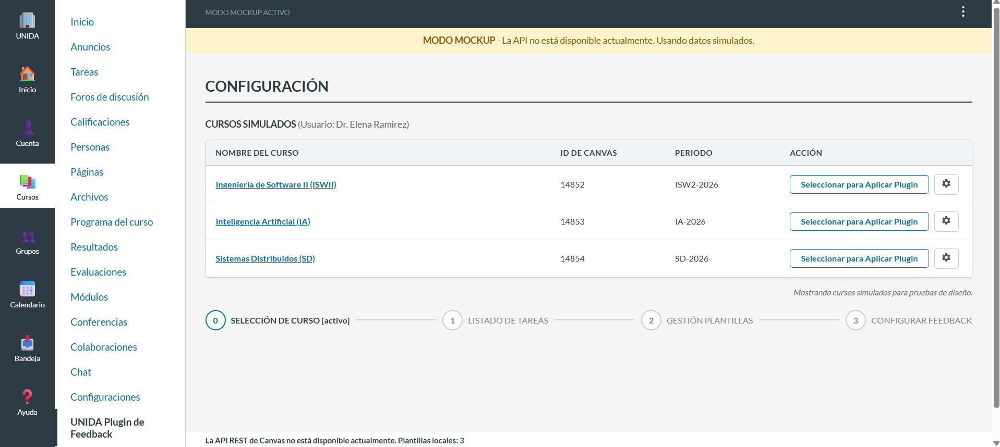 UNIDA
Inicio
Cuenta
Cursos
Grupos
Calendario
Bandeja
Ayuda
Inicio
Anuncios
Tareas
Foros de discusión
Calificaciones
Personas
Páginas
Archivos
Programa del curso
Resultados
Evaluaciones
Módulos
Conferencias
Colaboraciones
Chat
Configuraciones
UNIDA Plugin de
Feedback
MODO MOCKUP ACTIVO
MODO MOCKUP - La API no está disponible actualmente. Usando datos simulados.
CONFIGURACIÓN
CURSOS SIMULADOS (Usuario: Dr. Elena Ramirez)
NOMBRE DEL CURSO ID DE CANVAS PERIODO ACCIÓN
Ingeniería de Software II (ISWII) 14852 ISW2-2026 Seleccionar para Aplicar Plugin
Inteligencia Artificial (IA) 14853 IA-2026 Seleccionar para Aplicar Plugin
Sistemas Distribuidos (SD) 14854 SD-2026 Seleccionar para Aplicar Plugin
Mostrando cursos simulados para pruebas de diseño.
0 SELECCIÓN DE CURSO [activo] 1 LISTADO DE TAREAS 2 GESTIÓN PLANTILLAS 3 CONFIGURAR FEEDBACK
La API REST de Canvas no está disponible actualmente. Plantillas locales: 3